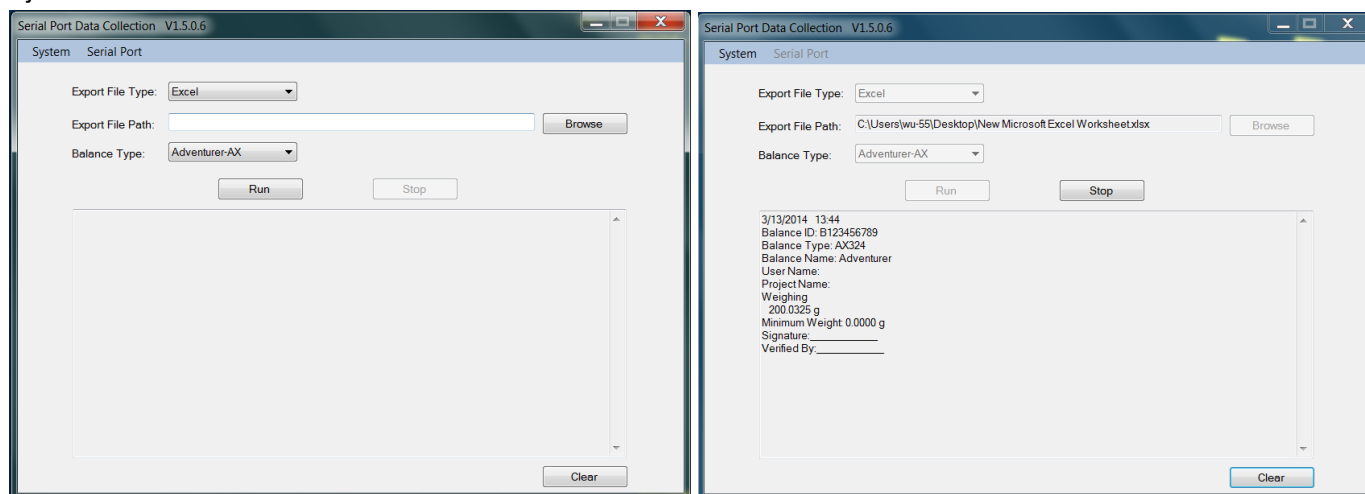 Serial Port Data Collection V1.5.0.6
System Serial Port
Export File Type: Excel
Export File Path: Browse
Balance Type: Adventurer-AX
Run Stop
Clear
Serial Port Data Collection V1.5.0.6
System Serial Port
Export File Type: Excel
Export File Path: C:\Users\wu-55\Desktop\New Microsoft Excel Worksheet.xlsx Browse
Balance Type: Adventurer-AX
Run Stop
3/13/2014 13:44
Balance ID: B123456789
Balance Type: AX324
Balance Name: Adventurer
User Name:
Project Name:
Weighing
200.0325 g
Minimum Weight: 0.0000 g
Signature:____________
Verified By:____________
Clear